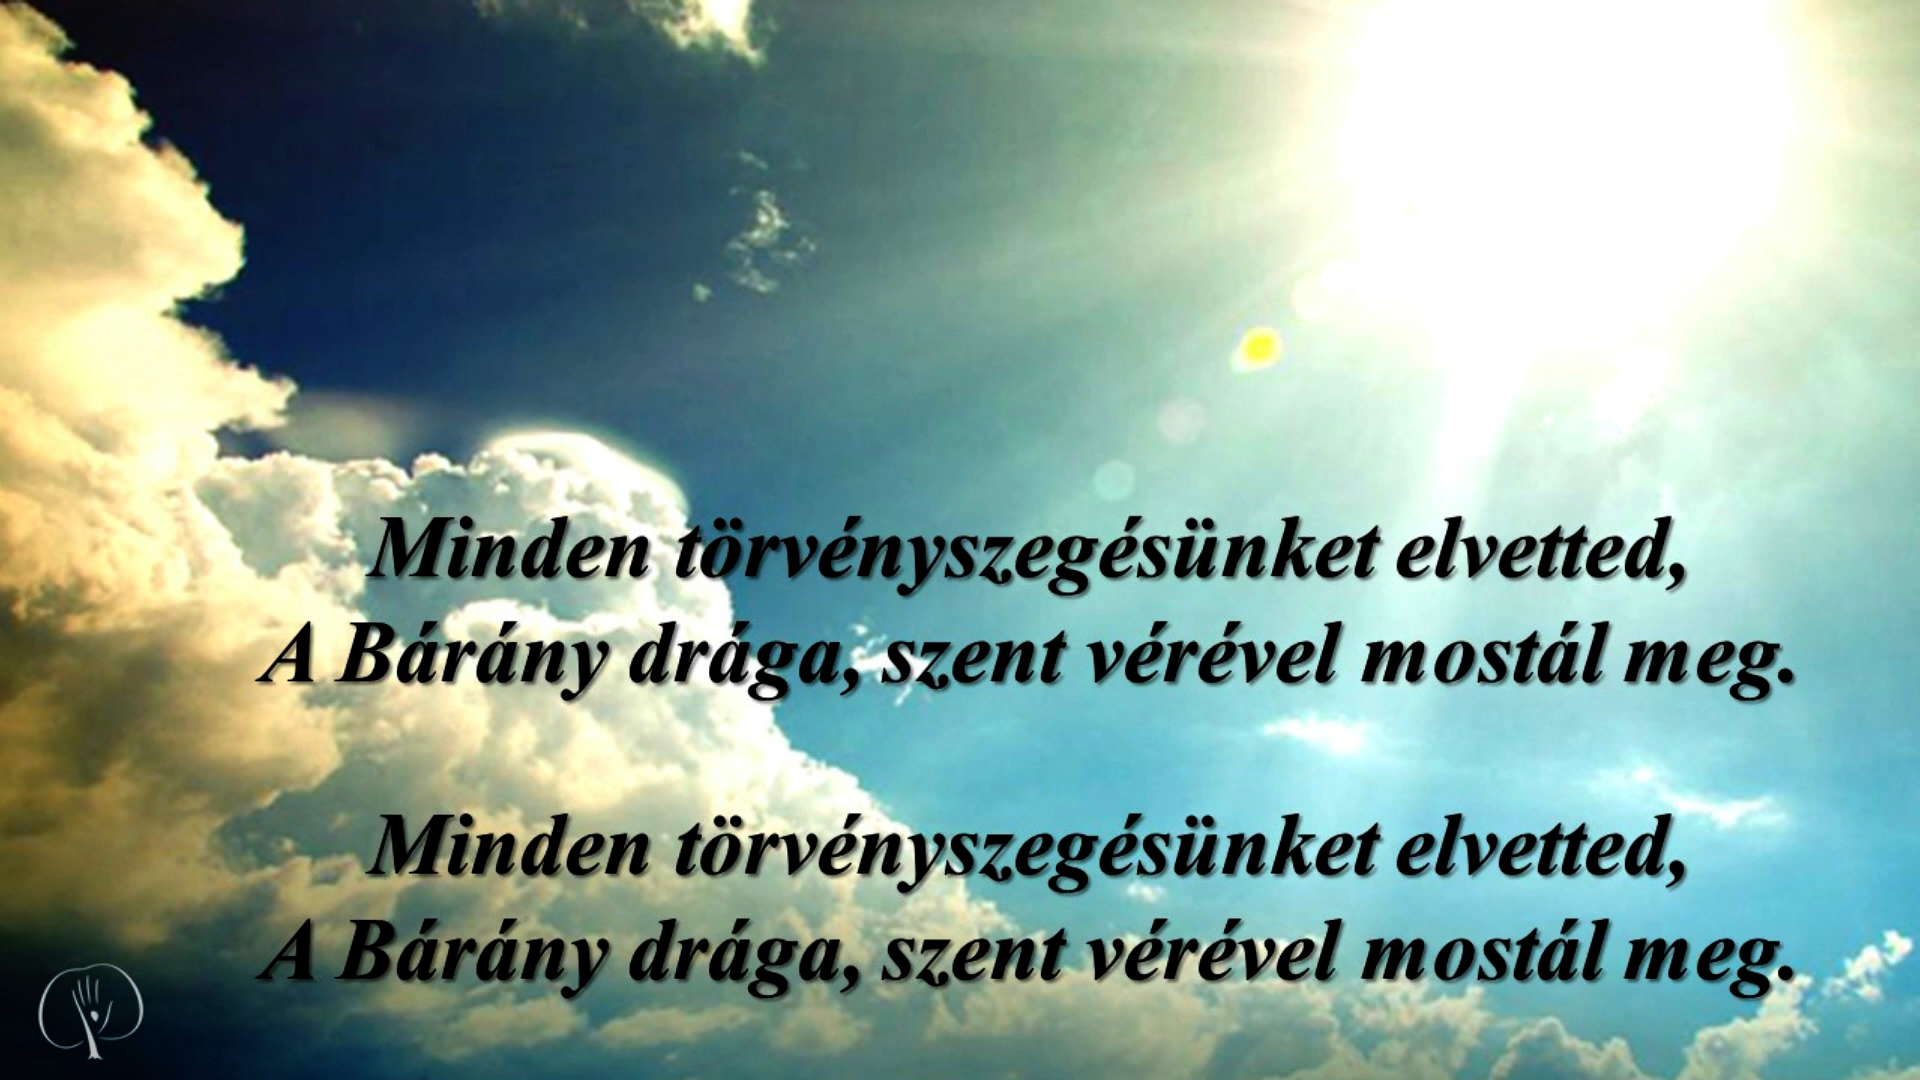 Minden törvényszegésünket elvetted,
A Bárány drága, szent vérével mostál meg.
Minden törvényszegésünket elvetted,
A Bárány drága, szent vérével mostál meg.